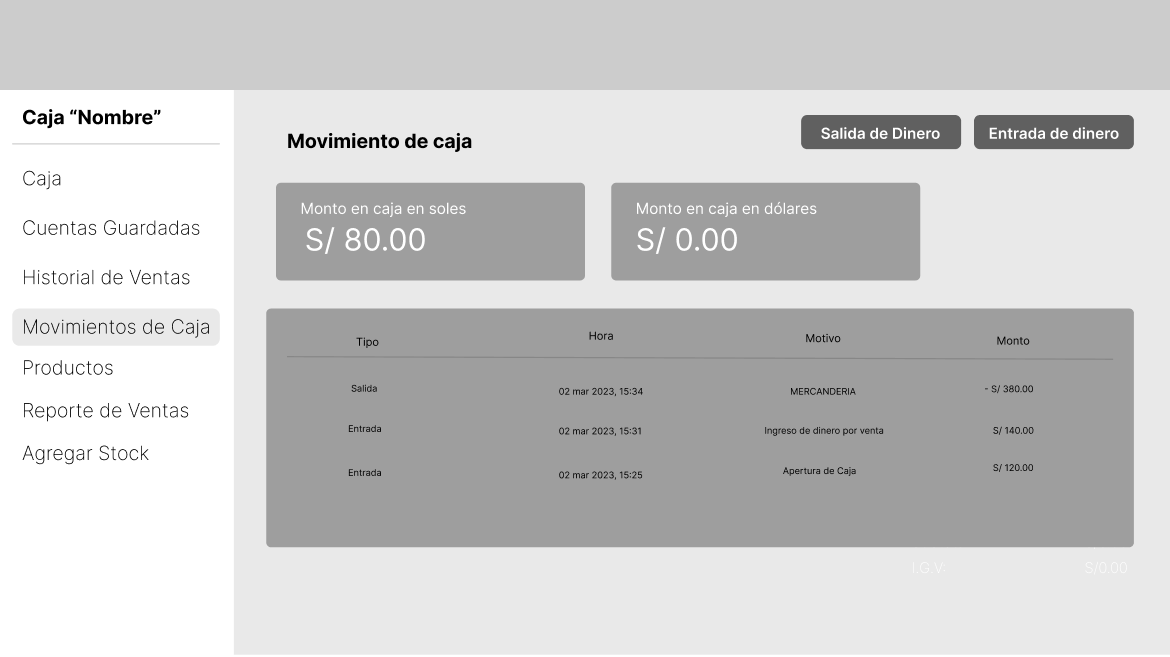 Caja “Nombre”
Caja
Cuentas Guardadas
Historial de Ventas
Movimientos de Caja
Productos
Reporte de Ventas
Agregar Stock
Movimiento de caja
Salida de Dinero
Entrada de dinero
Monto en caja en soles
S/ 80.00
Monto en caja en dólares
S/ 0.00
Tipo Hora Motivo Monto
Salida 02 mar 2023, 15:34 MERCANDERIA - S/ 380.00
Entrada 02 mar 2023, 15:31 Ingreso de dinero por venta S/ 140.00
Entrada 02 mar 2023, 15:25 Apertura de Caja S/ 120.00
I.G.V. S/0.00